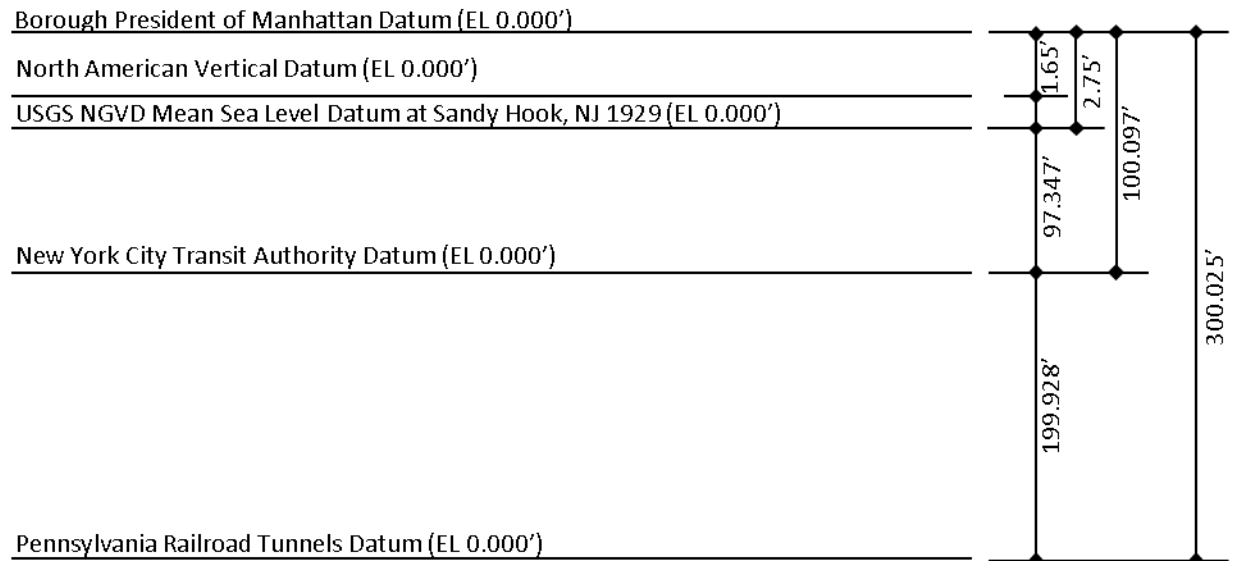 Borough President of Manhattan Datum (EL 0.000’)
North American Vertical Datum (EL 0.000’)
USGS NGVD Mean Sea Level Datum at Sandy Hook, NJ 1929 (EL 0.000’)
New York City Transit Authority Datum (EL 0.000’)
Pennsylvania Railroad Tunnels Datum (EL 0.000’)
1.65’
2.75’
97.347’
100.097’
199.928’
300.025’